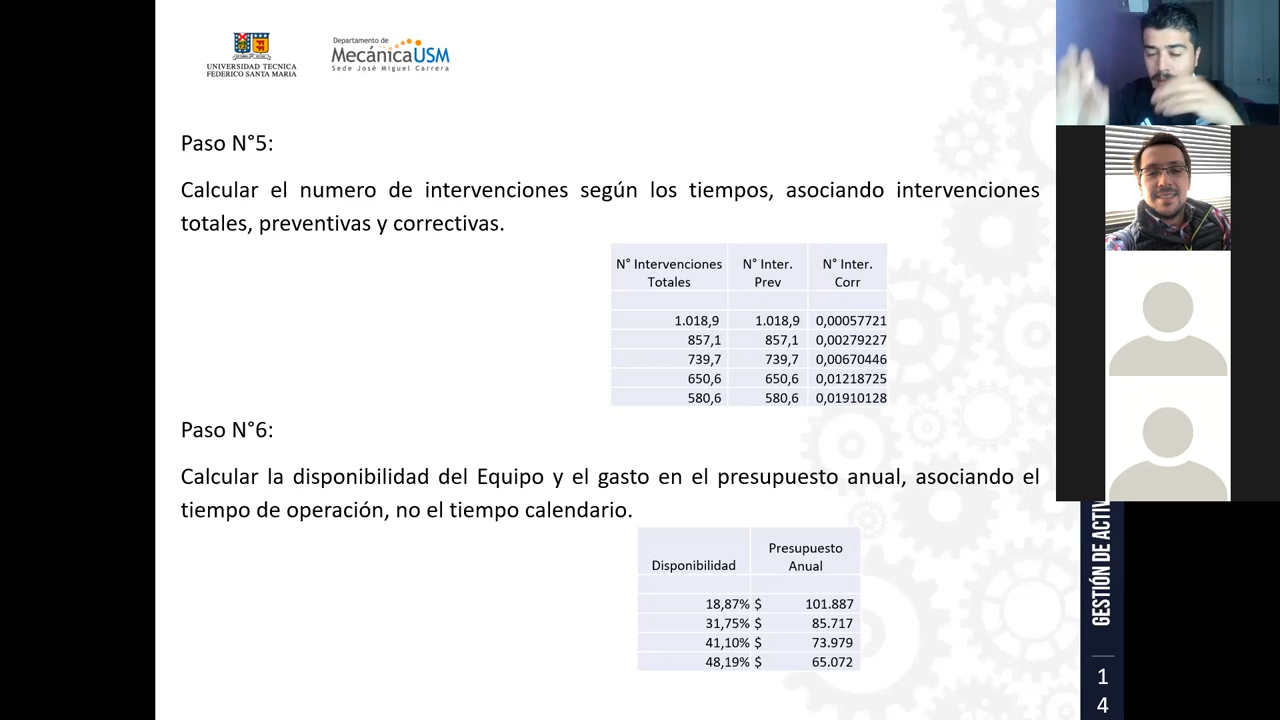 UNIVERSIDAD TECNICA
FEDERICO SANTA MARIA
Departamento de
MecánicaUSM
Sede José Miguel Carrera
Paso N°5:
Calcular el numero de intervenciones según los tiempos, asociando intervenciones
totales, preventivas y correctivas.
N° Intervenciones N° Inter. N° Inter.
Totales Prev Corr
1.018,9 1.018,9 0,00057721
857,1 857,1 0,00279227
739,7 739,7 0,00670446
650,6 650,6 0,01218725
580,6 580,6 0,01910128
Paso N°6:
Calcular la disponibilidad del Equipo y el gasto en el presupuesto anual, asociando el
tiempo de operación, no el tiempo calendario.
Presupuesto
Disponibilidad Anual
18,87% $ 101.887
31,75% $ 85.717
41,10% $ 73.979
48,19% $ 65.072
GESTIÓN DE ACTIV
1
4